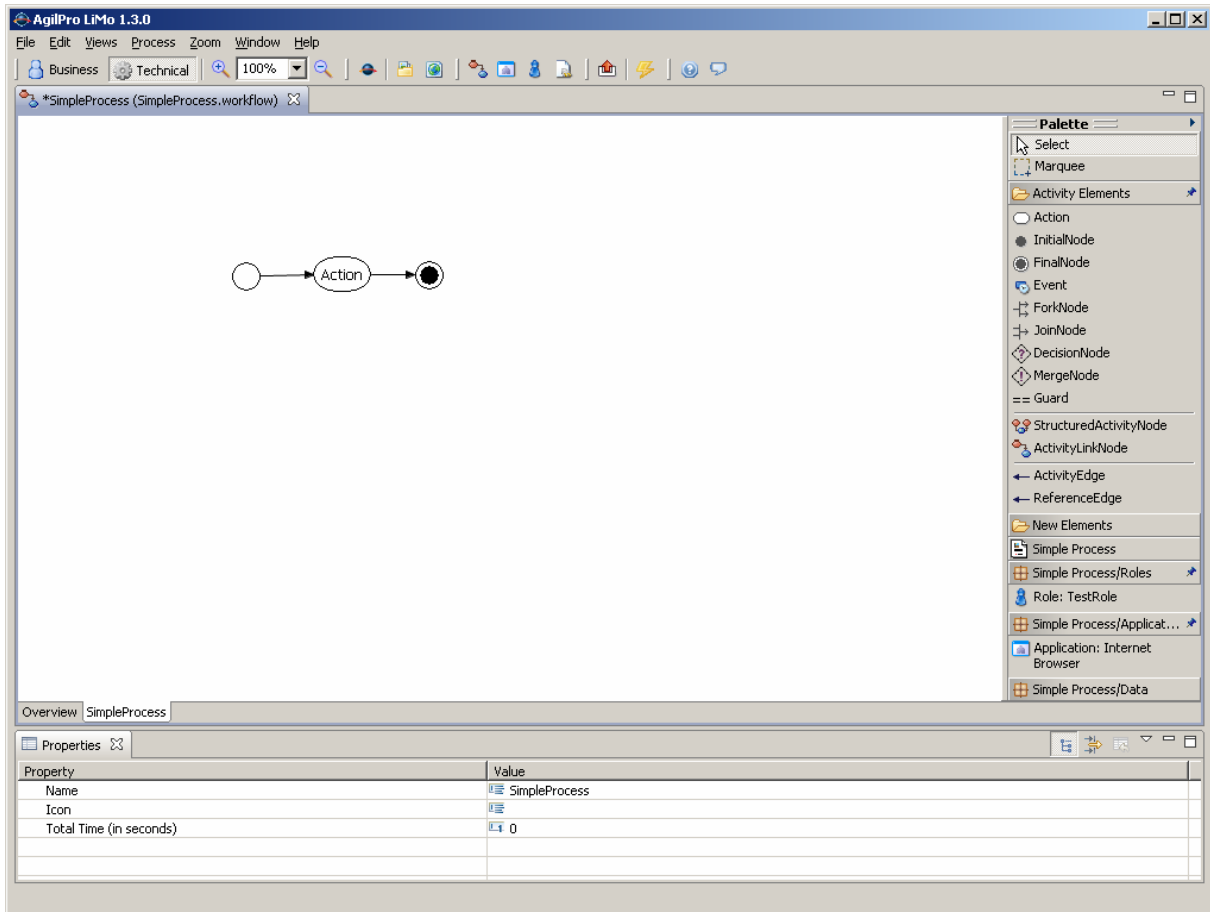 AgilPro LiMo 1.3.0
File Edit Views Process Zoom Window Help
Business Technical 100%
*SimpleProcess (SimpleProcess.workflow)
Palette
Select
Marquee
Activity Elements
Action
InitialNode
FinalNode
Event
ForkNode
JoinNode
DecisionNode
MergeNode
== Guard
StructuredActivityNode
ActivityLinkNode
ActivityEdge
ReferenceEdge
New Elements
Simple Process
Simple Process/Roles
Role: TestRole
Simple Process/Applicat...
Application: Internet
Browser
Simple Process/Data
Action
Overview SimpleProcess
Properties
Property Value
Name SimpleProcess
Icon
Total Time (in seconds) 0